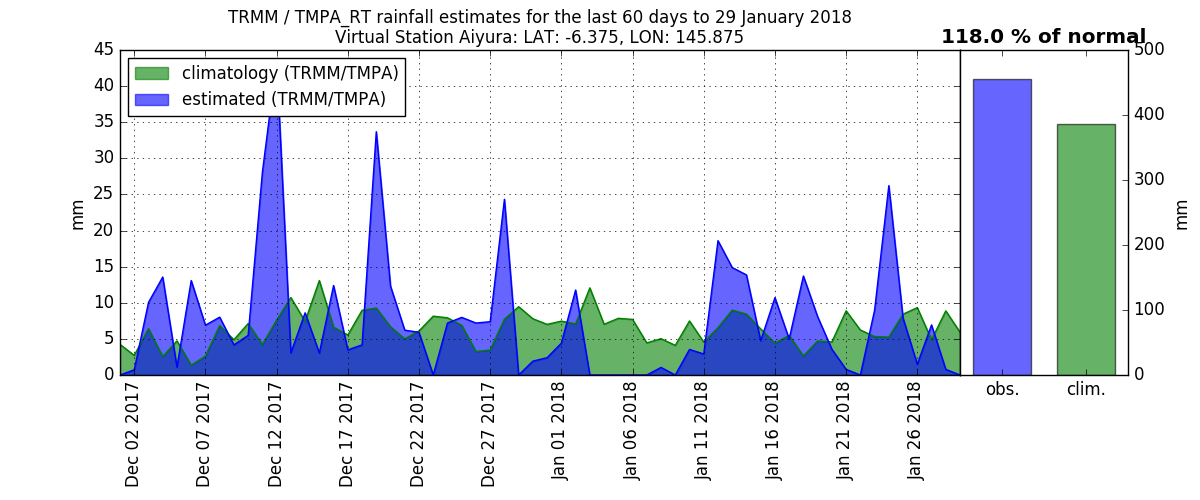 TRMM / TMPA_RT rainfall estimates for the last 60 days to 29 January 2018
Virtual Station Aiyura: LAT: -6.375, LON: 145.875
118.0 % of normal
climatology (TRMM/TMPA)
estimated (TRMM/TMPA)
45
40
35
30
25
20
15
10
5
0
mm
Dec 02 2017
Dec 07 2017
Dec 12 2017
Dec 17 2017
Dec 22 2017
Dec 27 2017
Jan 01 2018
Jan 06 2018
Jan 11 2018
Jan 16 2018
Jan 21 2018
Jan 26 2018
obs.
clim.
500
400
300
200
100
0
mm